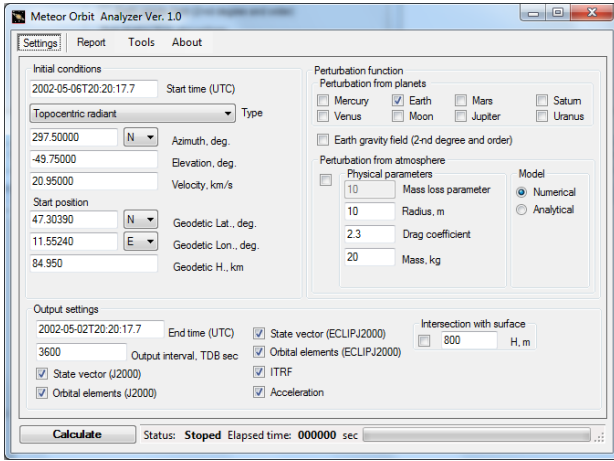 Meteor Orbit Analyzer Ver. 1.0
Settings Report Tools About
Initial conditions
2002-05-06T20:20:17.7 Start time (UTC)
Topocentric radiant Type
297.50000 N Azimuth, deg.
-49.75000 Elevation, deg.
20.95000 Velocity, km/s
Start position
47.30390 N Geodetic Lat., deg.
11.55240 E Geodetic Lon., deg.
84.950 Geodetic H., km
Perturbation function
Perturbation from planets
Mercury Earth Mars Saturn
Venus Moon Jupiter Uranus
Earth gravity field (2-nd degree and order)
Perturbation from atmosphere
Physical parameters
10 Mass loss parameter
10 Radius, m
2.3 Drag coefficient
20 Mass, kg
Model
Numerical
Analytical
Output settings
2002-05-02T20:20:17.7 End time (UTC)
3600 Output interval, TDB sec
State vector (J2000)
Orbital elements (J2000)
State vector (ECLIPJ2000)
Orbital elements (ECLIPJ2000)
ITRF
Acceleration
Intersection with surface
800 H, m
Calculate Status: Stoped Elapsed time: 000000 sec